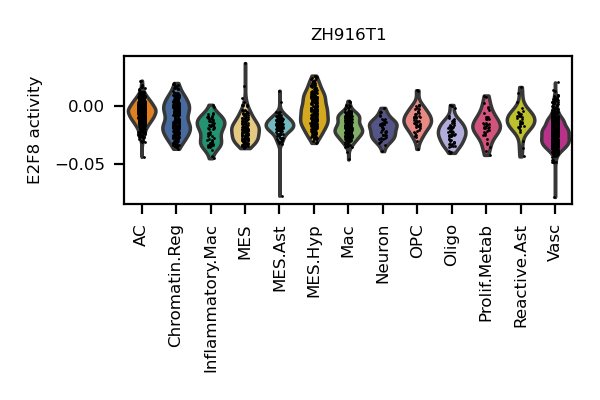 ZH916T1
E2F8 activity
0.00
−0.05
AC
Chromatin.Reg
Inflammatory.Mac
MES
MES.Ast
MES.Hyp
Mac
Neuron
OPC
Oligo
Prolif.Metab
Reactive.Ast
Vasc